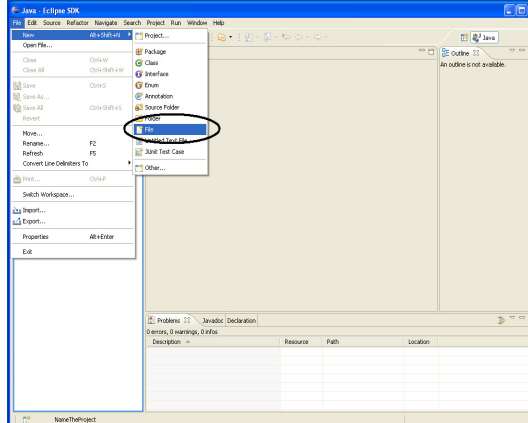 Java - Eclipse SDK
File Edit Source Refactor Navigate Search Project Run Window Help
New Alt+Shift+N
Open File...
Close Ctrl+W
Close All Ctrl+Shift+W
Save Ctrl+S
Save As...
Save All Ctrl+Shift+S
Revert
Move...
Rename... F2
Refresh F5
Convert Line Delimiters To
Print... Ctrl+P
Switch Workspace...
Import...
Export...
Properties Alt+Enter
Exit
Project...
Package
Class
Interface
Enum
Annotation
Source Folder
Folder
File
Untitled Text File
JUnit Test Case
Other...
Java
Outline
An outline is not available.
Problems Javadoc Declaration
0 errors, 0 warnings, 0 infos
Description Resource Path Location
NameTheProject